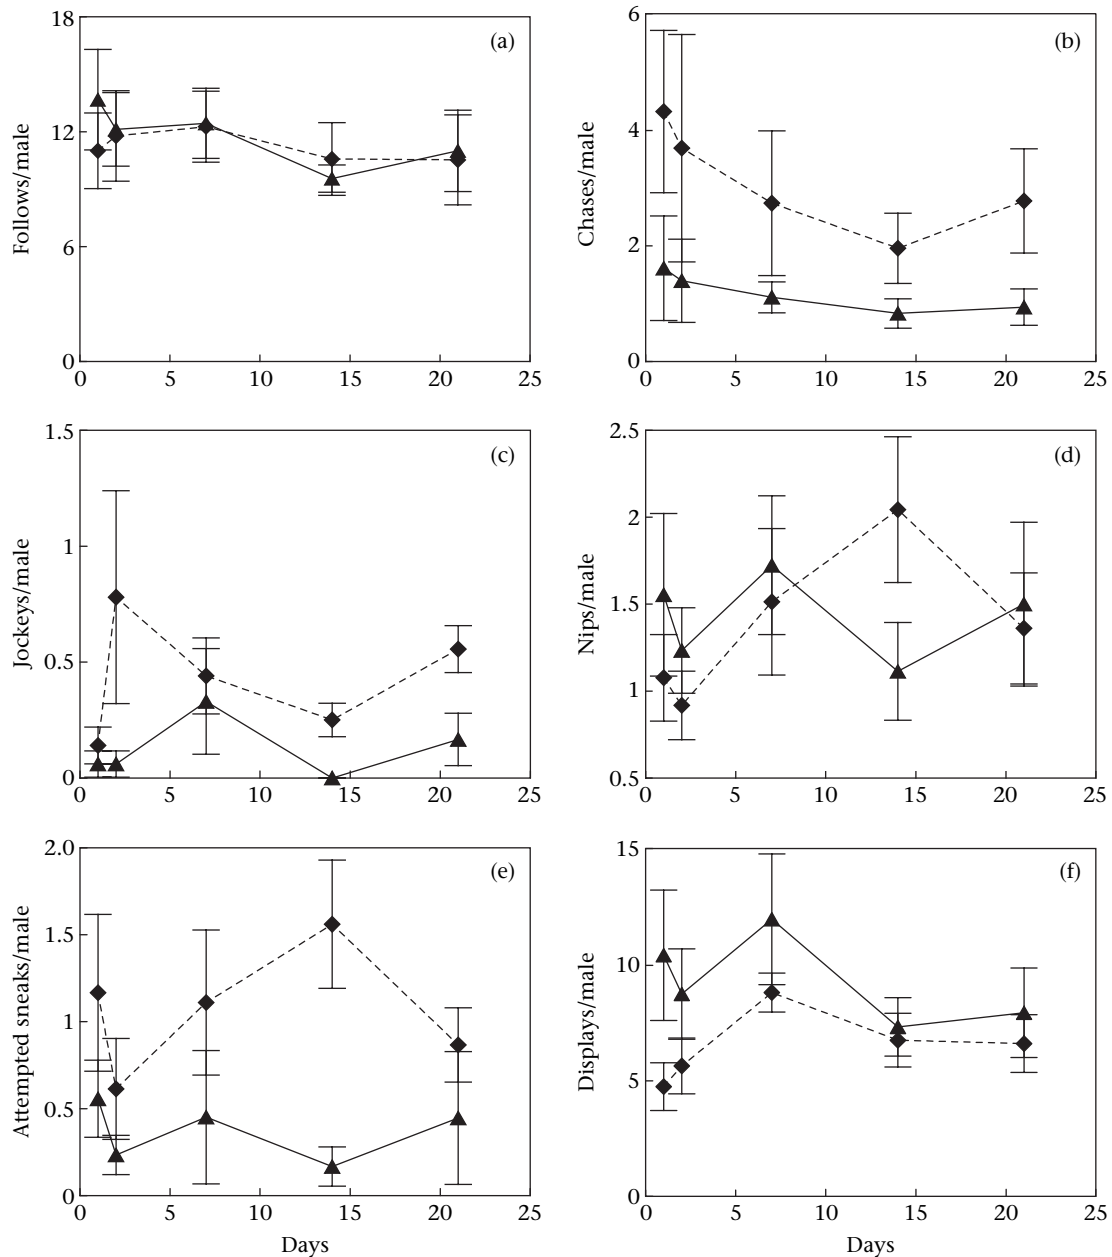 (a)
Follows/male
18
12
6
0
0 5 10 15 20 25
(b)
Chases/male
6
4
2
0
0 5 10 15 20 25
(c)
Jockeys/male
1.5
1
0.5
0
0 5 10 15 20 25
(d)
Nips/male
2.5
2
1.5
1
0.5
0 5 10 15 20 25
(e)
Attempted sneaks/male
2.0
1.5
1
0.5
0
0 5 10 15 20 25
Days
(f)
Displays/male
15
10
5
0
0 5 10 15 20 25
Days